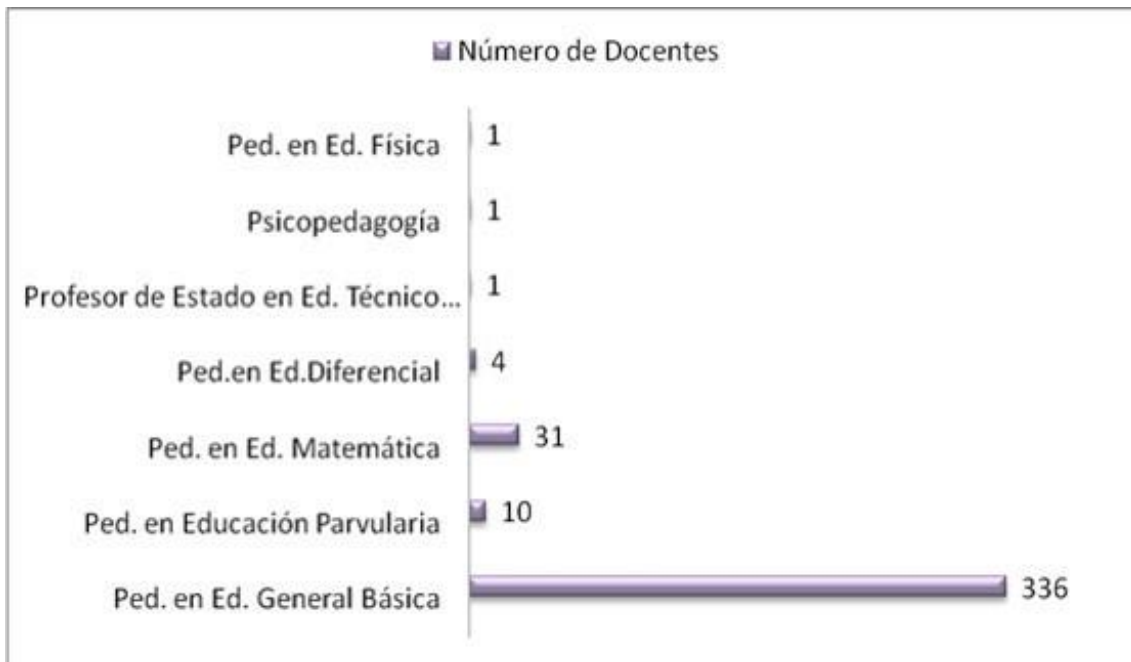 Número de Docentes
Ped. en Ed. Física 1
Psicopedagogía 1
Profesor de Estado en Ed. Técnico... 1
Ped.en Ed.Diferencial 4
Ped. en Ed. Matemática 31
Ped. en Educación Parvularia 10
Ped. en Ed. General Básica 336